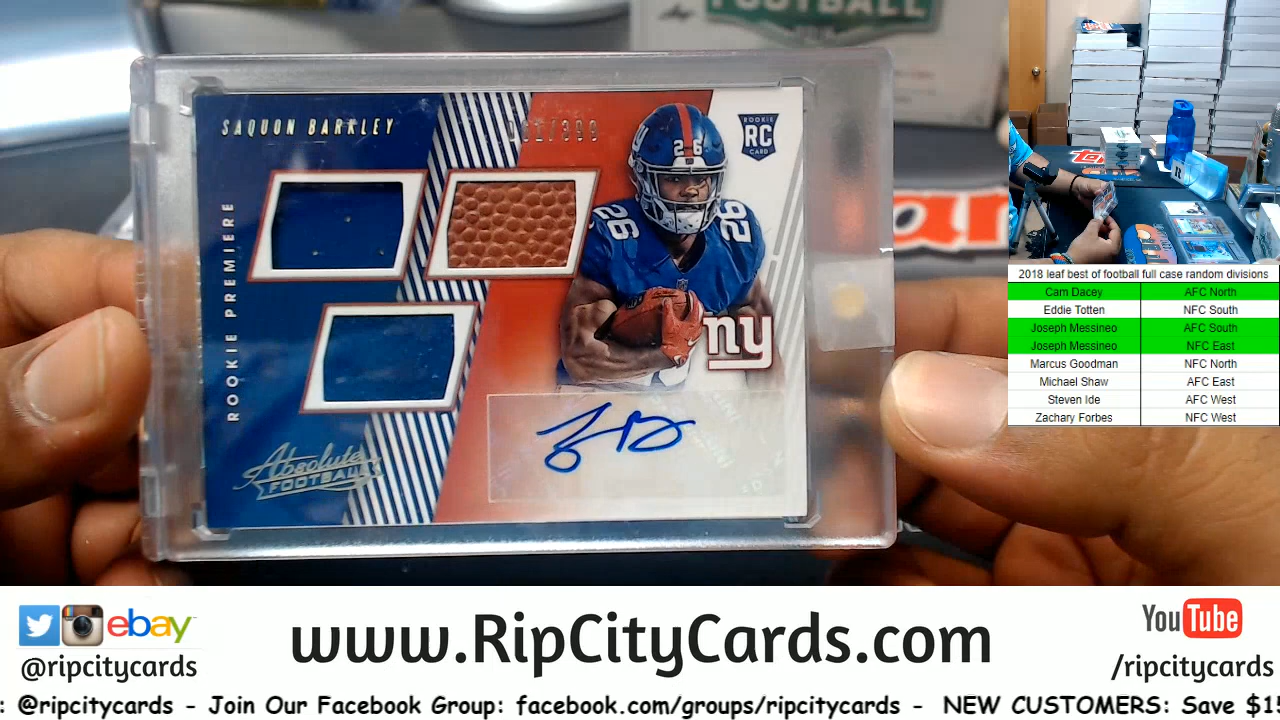 FOOTBALL
SAQUON BARKLEY
/399
ROOKIE
RC
CARD
26
26
26
ROOKIE PREMIERE
ny
Absolute
FOOTBALL
2018 leaf best of football full case random divisions
Cam Dacey AFC North
Eddie Totten NFC South
Joseph Messineo AFC South
Joseph Messineo NFC East
Marcus Goodman NFC North
Michael Shaw AFC East
Steven Ide AFC West
Zachary Forbes NFC West
ebay
@ripcitycards
www.RipCityCards.com
YouTube
/ripcitycards
: @ripcitycards - Join Our Facebook Group: facebook.com/groups/ripcitycards - NEW CUSTOMERS: Save $15